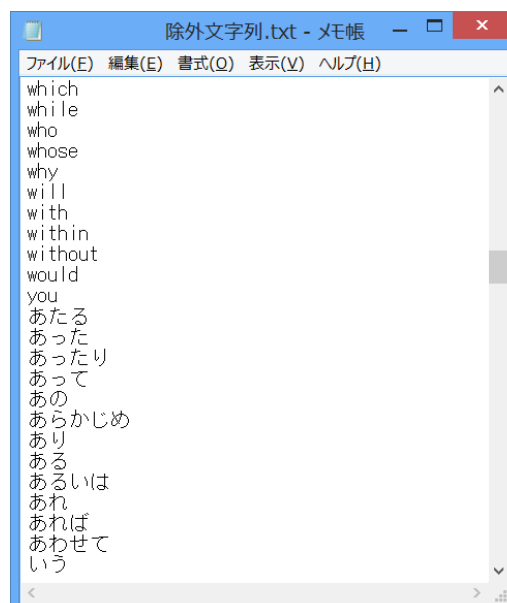 除外文字列.txt - メモ帳
ファイル(F) 編集(E) 書式(O) 表示(V) ヘルプ(H)
which
while
who
whose
why
will
with
within
without
would
you
あたる
あった
あったり
あって
あの
あらかじめ
あり
ある
あるいは
あれ
あれば
あわせて
いう